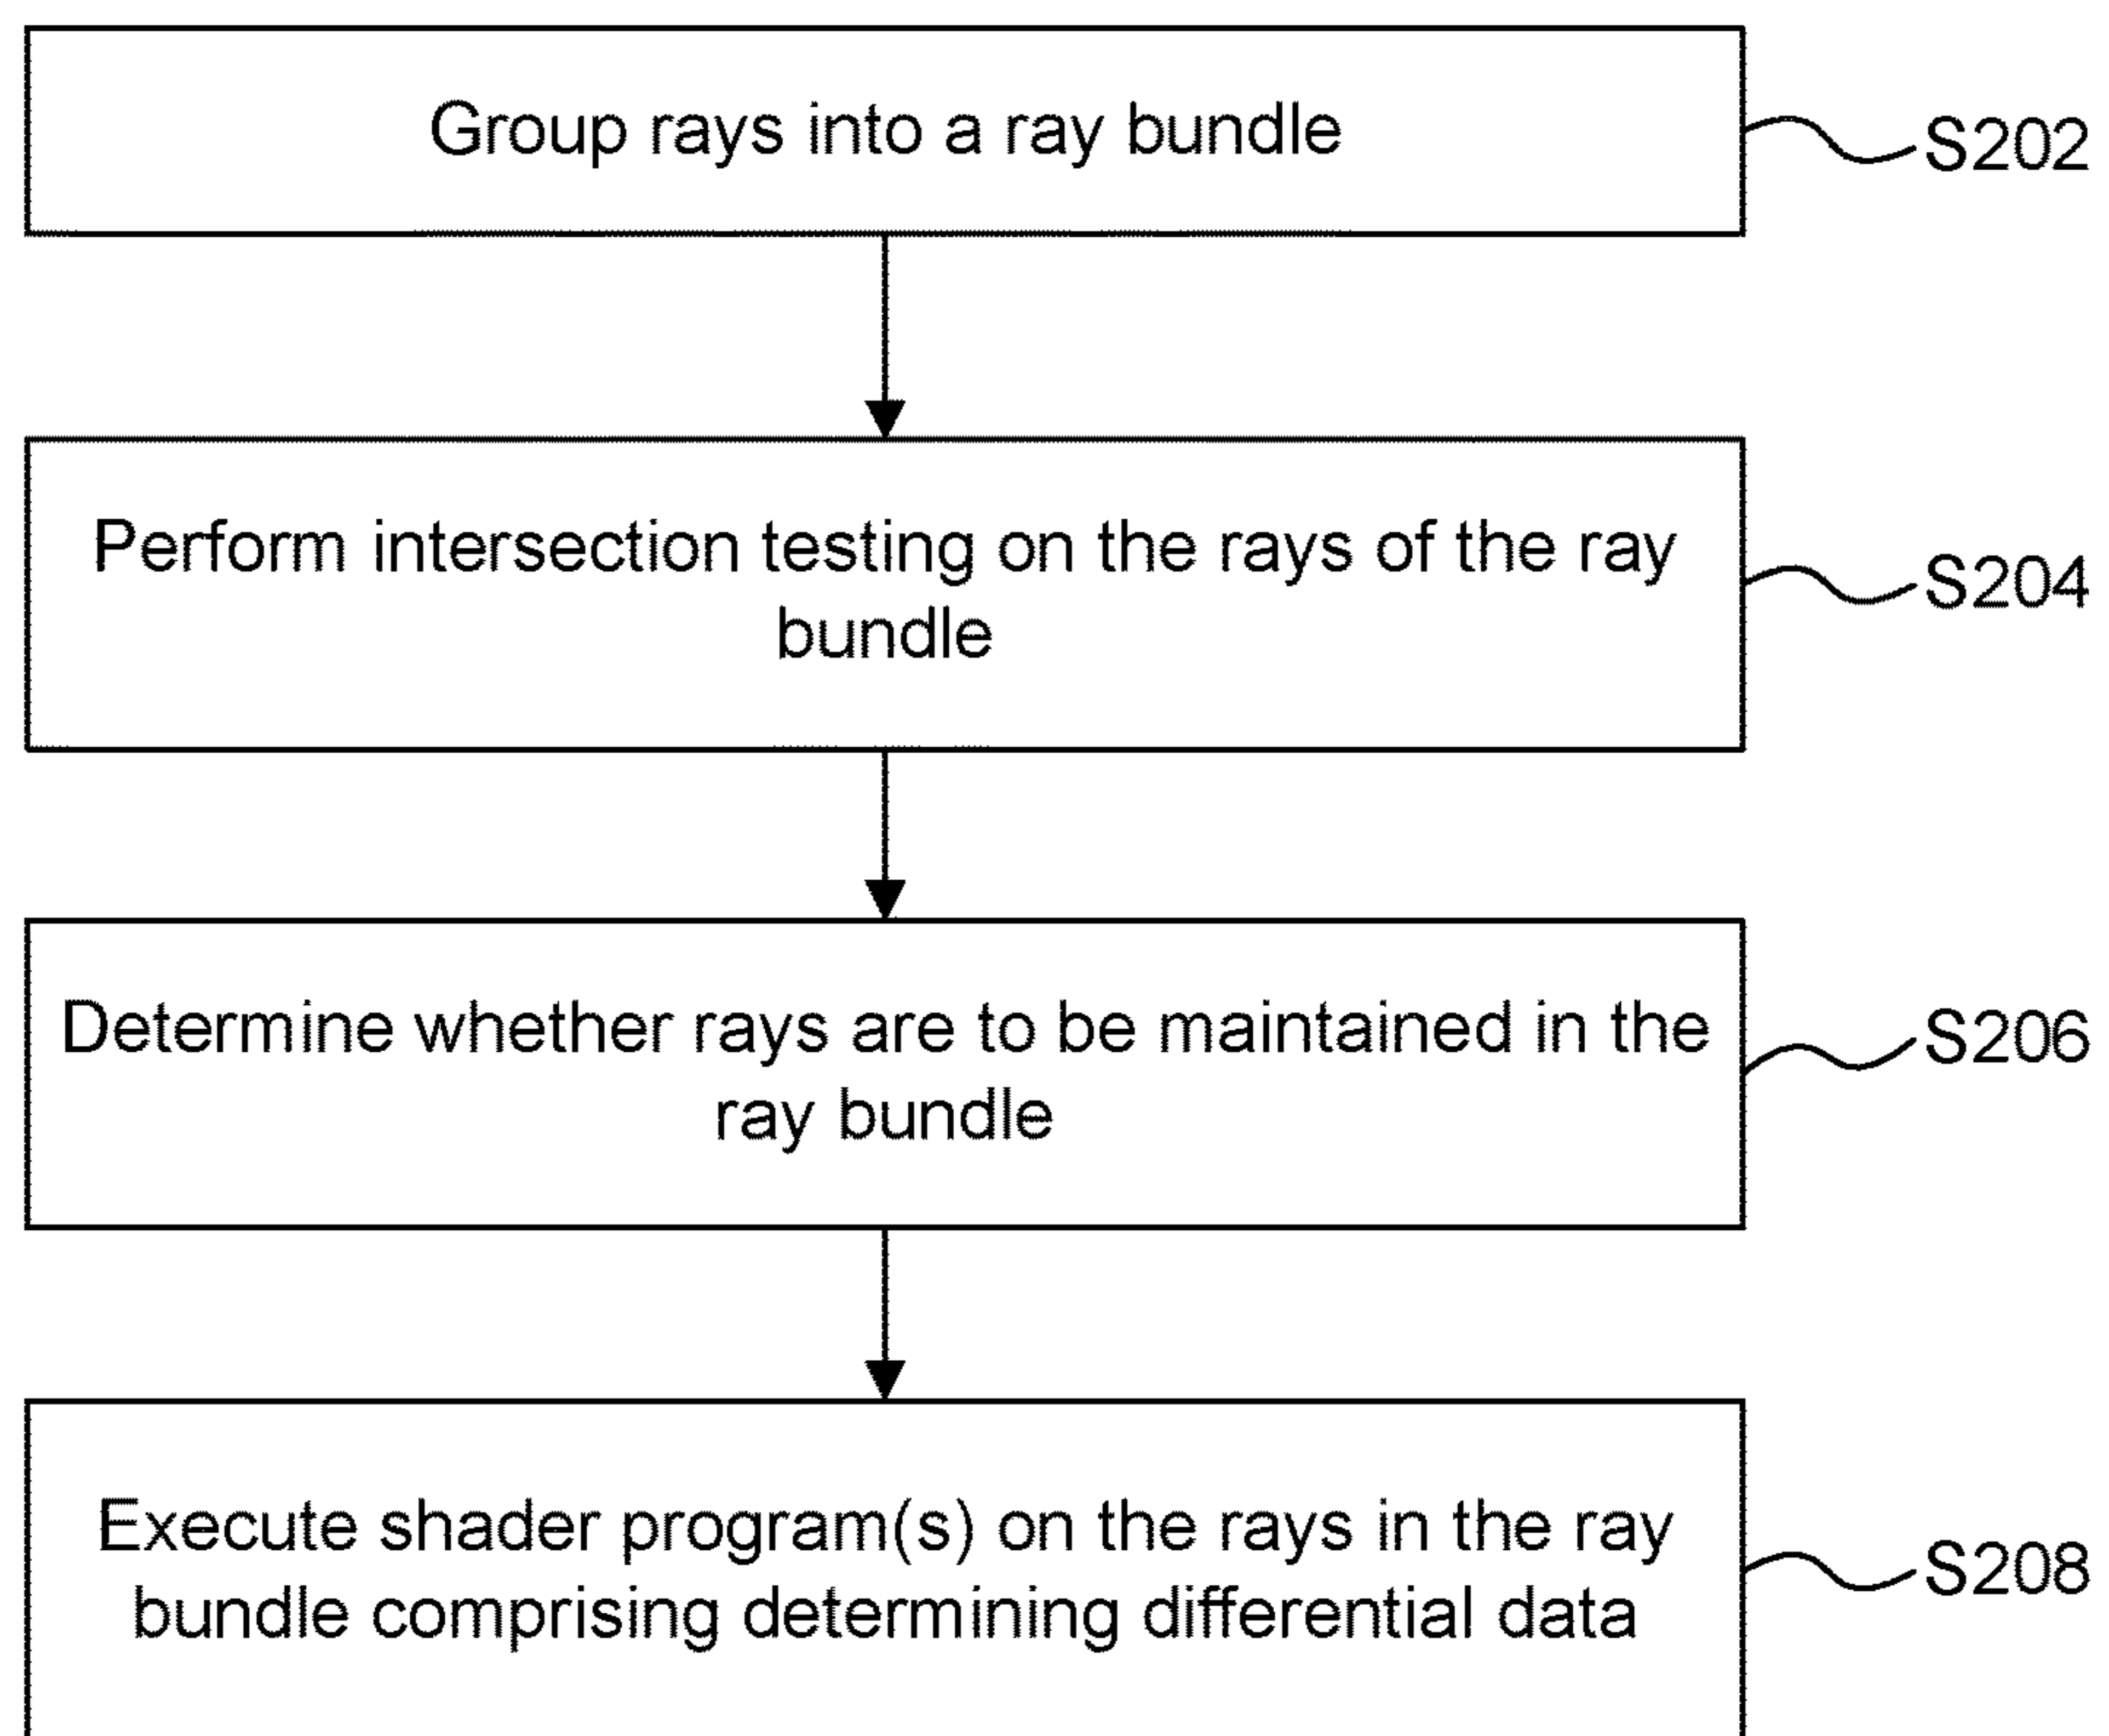 Group rays into a ray bundle
S202
Perform intersection testing on the rays of the ray
bundle
S204
Determine whether rays are to be maintained in the
ray bundle
S206
Execute shader program(s) on the rays in the ray
bundle comprising determining differential data
S208